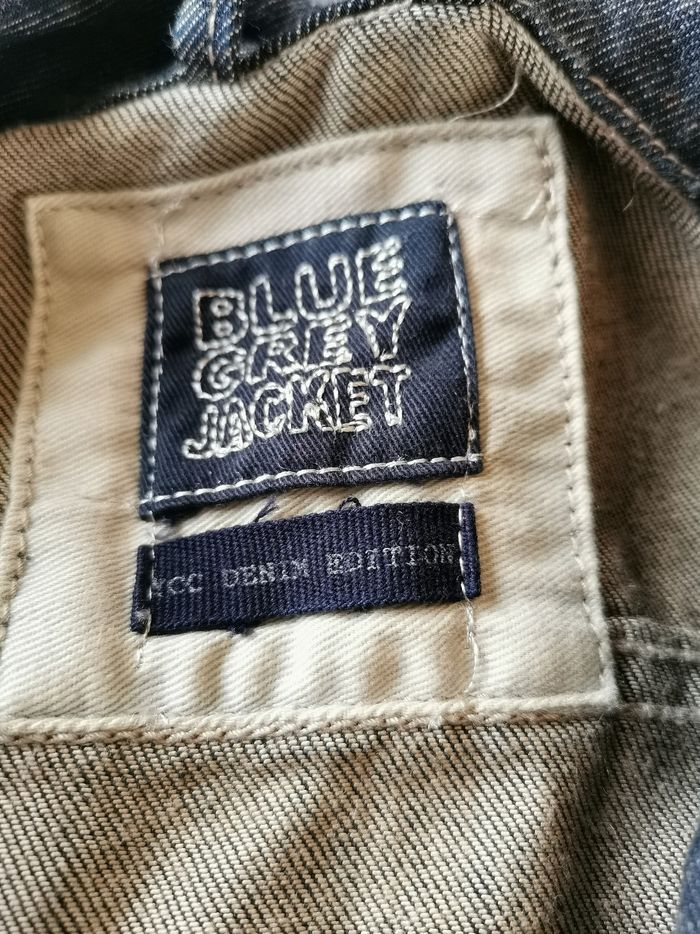 BLUE
GREY
JACKET
DENIM EDITION